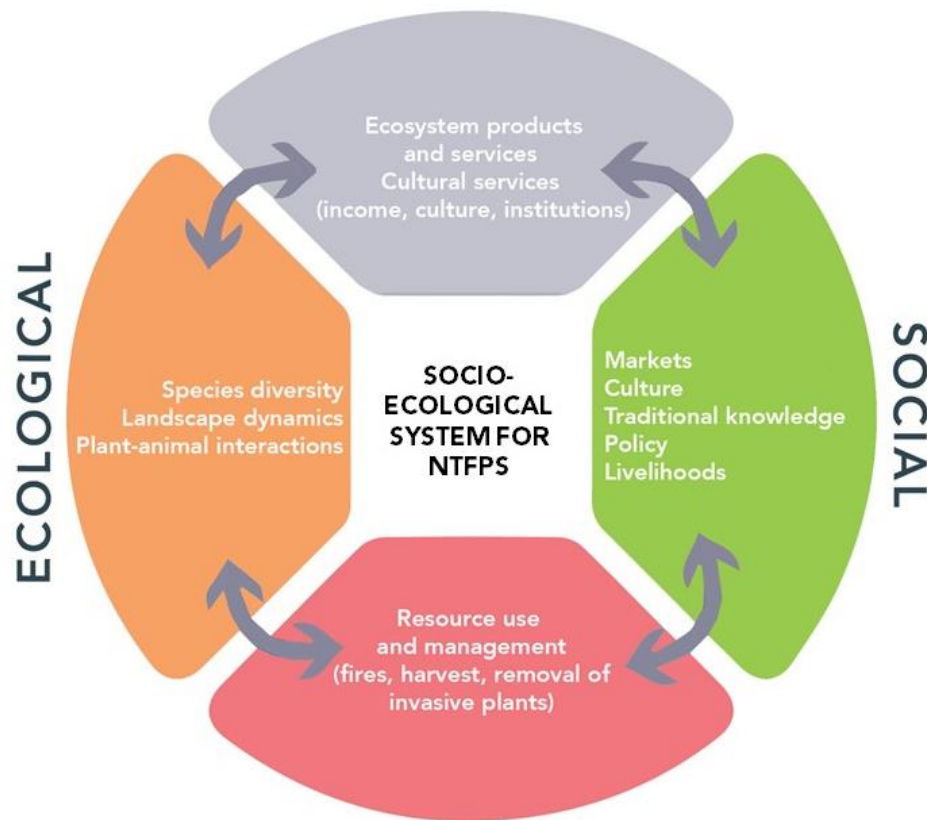 Ecosystem products
and services
Cultural services
(income, culture, institutions)
ECOLOGICAL
Species diversity
Landscape dynamics
Plant-animal interactions
SOCIO-
ECOLOGICAL
SYSTEM FOR
NTFPS
Markets
Culture
Traditional knowledge
Policy
Livelihoods
SOCIAL
Resource use
and management
(fires, harvest, removal of
invasive plants)